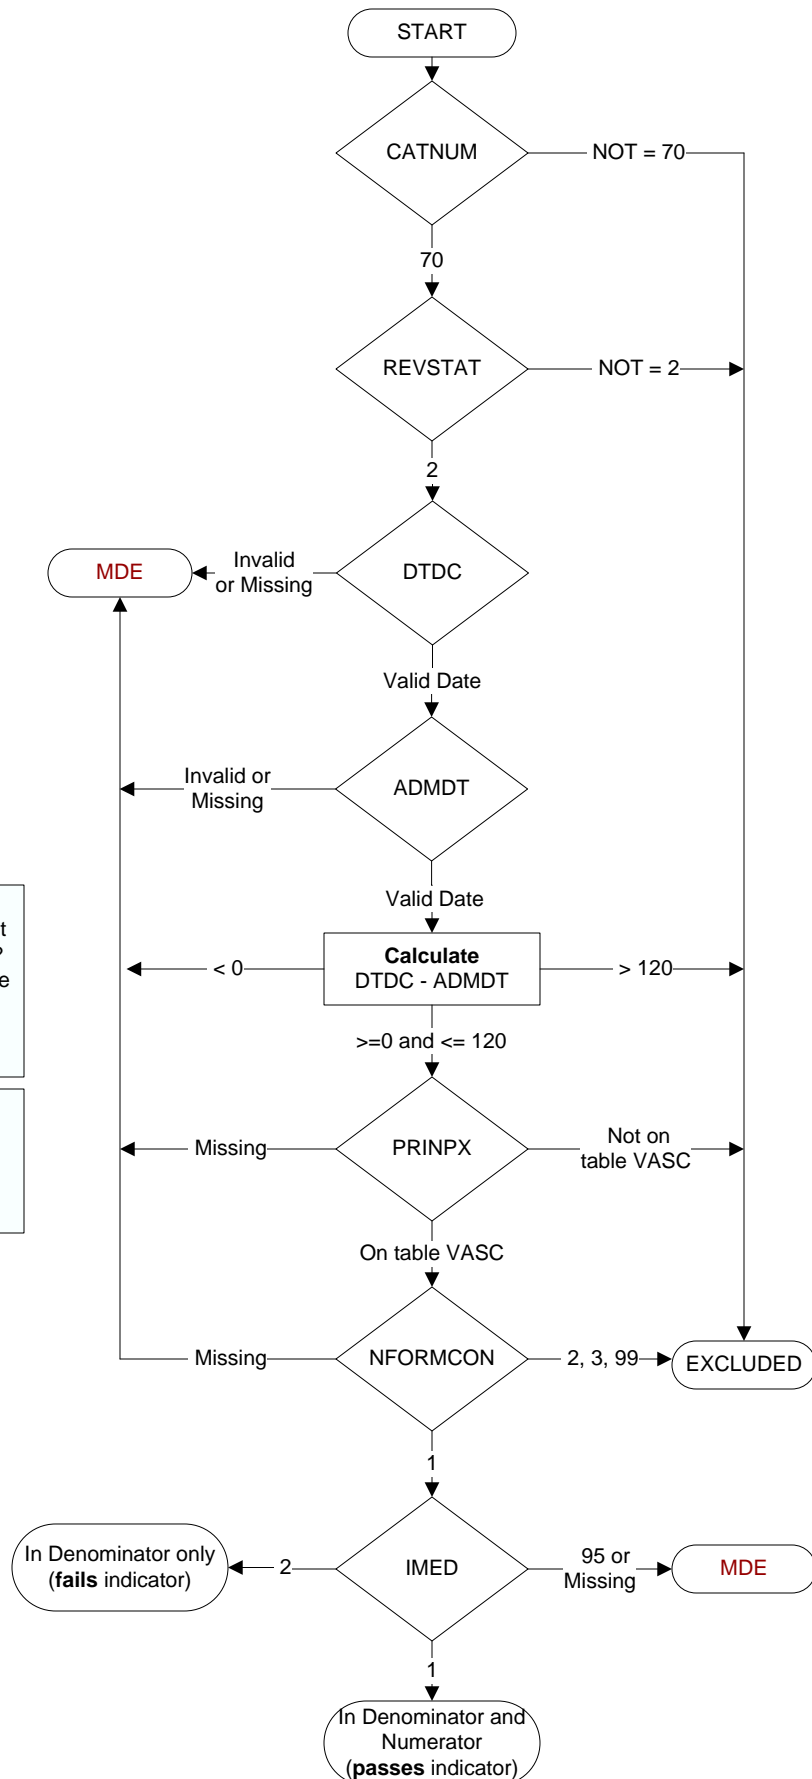 START
CATNUM
NOT = 70
70
REVSTAT
NOT = 2
2
MDE
Invalid
or Missing
DTDC
Valid Date
Invalid or
Missing
ADMDT
Valid Date
t
?
e
< 0
Calculate
DTDC - ADMDT
> 120
>=0 and <= 120
Missing
PRINPX
Not on
table VASC
On table VASC
Missing
NFORMCON
2, 3, 99
EXCLUDED
1
In Denominator only
(fails indicator)
2
IMED
95 or
Missing
MDE
1
In Denominator and
Numerator
(passes indicator)